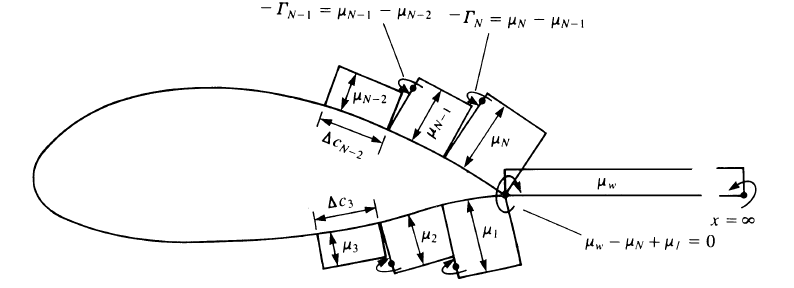 − Γ_{N−1} = μ_{N−1} − μ_{N−2}
− Γ_N = μ_N − μ_{N−1}
μ_{N−2}
μ_{N−1}
μ_N
Δc_{N−2}
μ_w
Δc_3
x = ∞
μ_3
μ_2
μ_1
μ_w − μ_N + μ_1 = 0